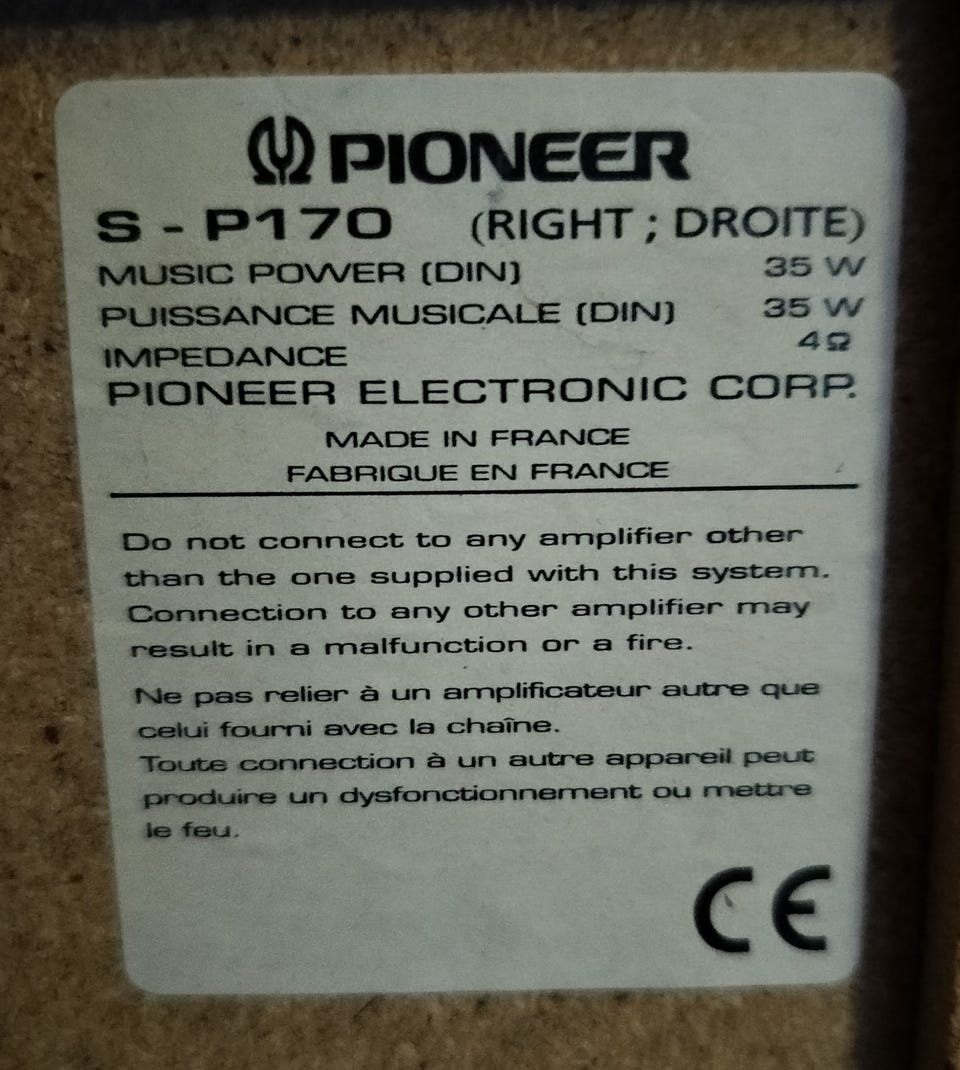 PIONEER
S - P170 (RIGHT ; DROITE)
MUSIC POWER (DIN) 35 W
PUISSANCE MUSICALE (DIN) 35 W
IMPEDANCE 4Ω
PIONEER ELECTRONIC CORP.
MADE IN FRANCE
FABRIQUE EN FRANCE
Do not connect to any amplifier other
than the one supplied with this system.
Connection to any other amplifier may
result in a malfunction or a fire.
Ne pas relier à un amplificateur autre que
celui fourni avec la chaîne.
Toute connection à un autre appareil peut
produire un dysfonctionnement ou mettre
le feu.
CE